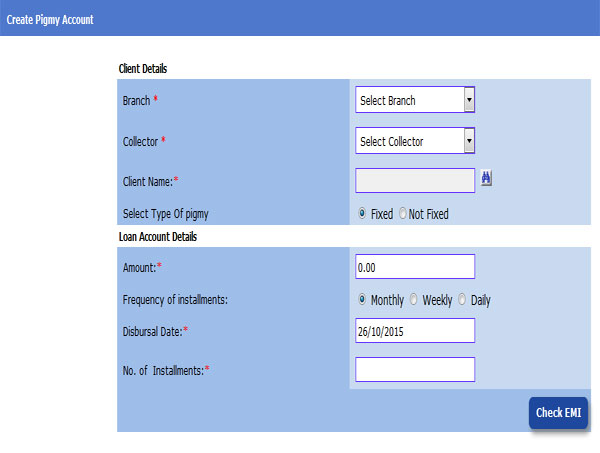 Create Pigmy Account
Client Details
Branch * Select Branch
Collector * Select Collector
Client Name:*
Select Type Of pigmy Fixed Not Fixed
Loan Account Details
Amount:* 0.00
Frequency of installments: Monthly Weekly Daily
Disbursal Date:* 26/10/2015
No. of Installments:*
Check EMI